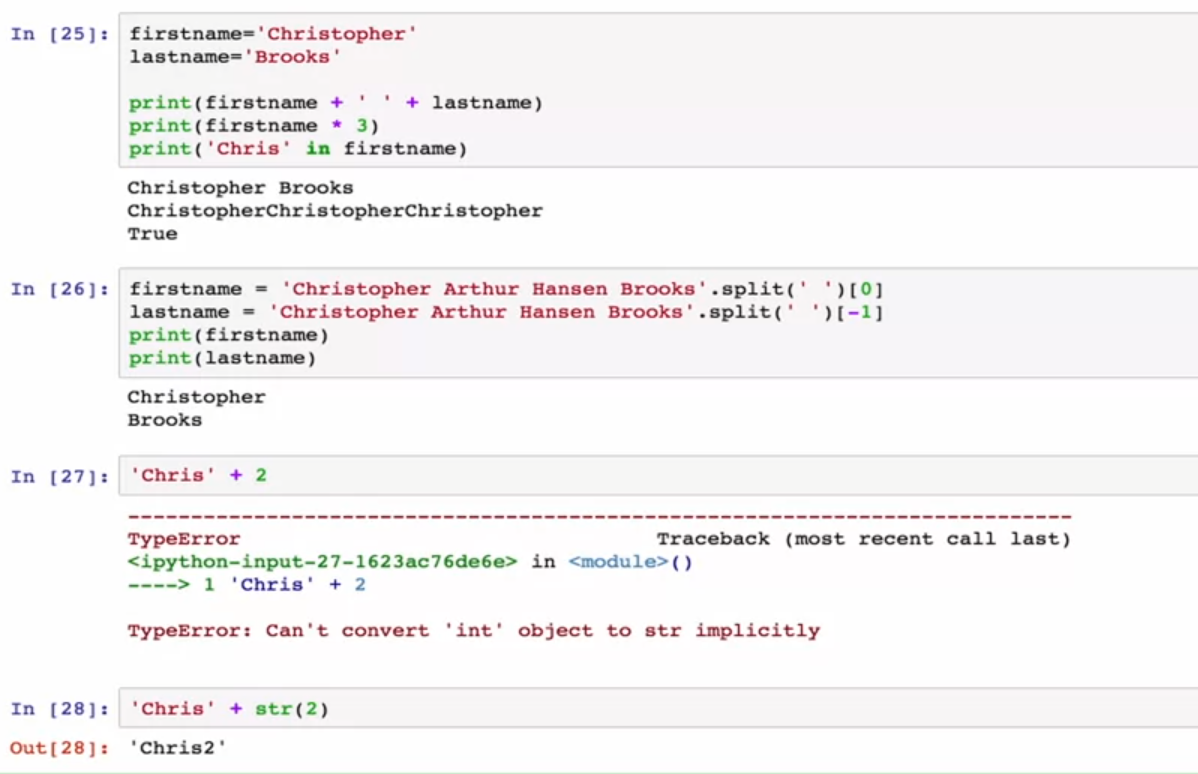 In [25]: firstname='Christopher'
lastname='Brooks'
print(firstname + ' ' + lastname)
print(firstname * 3)
print('Chris' in firstname)
Christopher Brooks
ChristopherChristopherChristopher
True
In [26]: firstname = 'Christopher Arthur Hansen Brooks'.split(' ')[0]
lastname = 'Christopher Arthur Hansen Brooks'.split(' ')[-1]
print(firstname)
print(lastname)
Christopher
Brooks
In [27]: 'Chris' + 2
---------------------------------------------------------------------------
TypeError Traceback (most recent call last)
<ipython-input-27-1623ac76de6e> in <module>()
----> 1 'Chris' + 2
TypeError: Can't convert 'int' object to str implicitly
In [28]: 'Chris' + str(2)
Out[28]: 'Chris2'